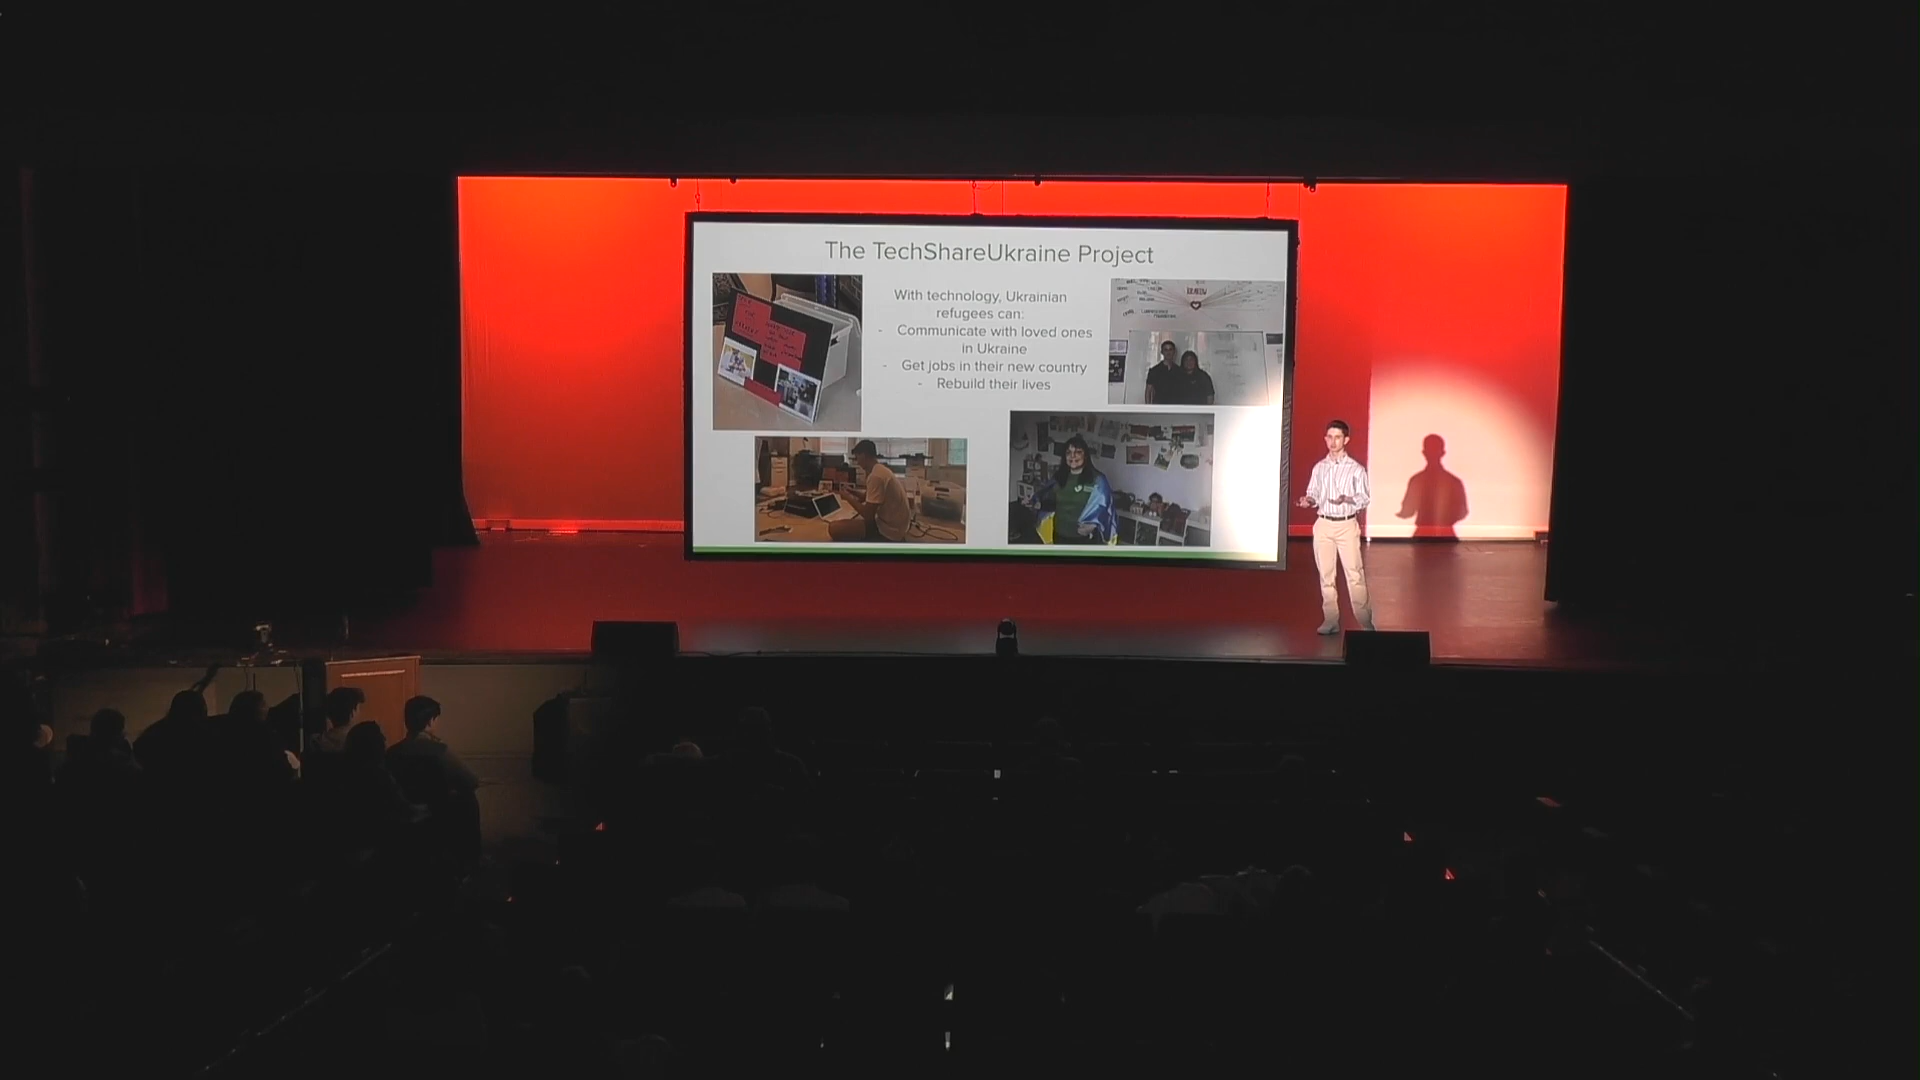 The TechShareUkraine Project
With technology, Ukrainian
refugees can:
- Communicate with loved ones
in Ukraine
- Get jobs in their new country
- Rebuild their lives